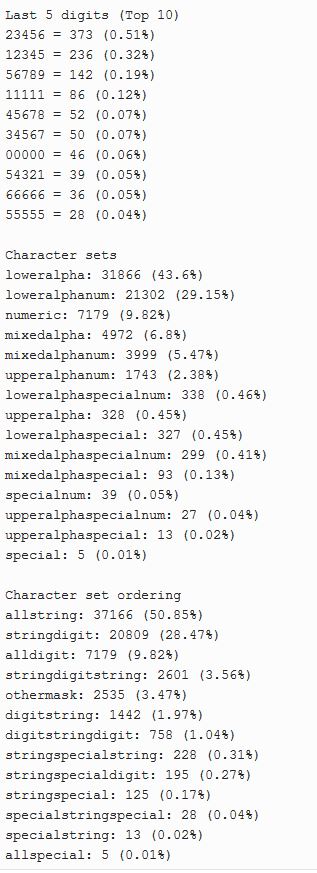 Last 5 digits (Top 10)
23456 = 373 (0.51%)
12345 = 236 (0.32%)
56789 = 142 (0.19%)
11111 = 86 (0.12%)
45678 = 52 (0.07%)
34567 = 50 (0.07%)
00000 = 46 (0.06%)
54321 = 39 (0.05%)
66666 = 36 (0.05%)
55555 = 28 (0.04%)
Character sets
loweralpha: 31866 (43.6%)
loweralphanum: 21302 (29.15%)
numeric: 7179 (9.82%)
mixedalpha: 4972 (6.8%)
mixedalphanum: 3999 (5.47%)
upperalphanum: 1743 (2.38%)
loweralphaspecialnum: 338 (0.46%)
upperalpha: 328 (0.45%)
loweralphaspecial: 327 (0.45%)
mixedalphaspecialnum: 299 (0.41%)
mixedalphaspecial: 93 (0.13%)
specialnum: 39 (0.05%)
upperalphaspecialnum: 27 (0.04%)
upperalphaspecial: 13 (0.02%)
special: 5 (0.01%)
Character set ordering
allstring: 37166 (50.85%)
stringdigit: 20809 (28.47%)
alldigit: 7179 (9.82%)
stringdigitstring: 2601 (3.56%)
othermask: 2535 (3.47%)
digitstring: 1442 (1.97%)
digitstringdigit: 758 (1.04%)
stringspecialstring: 228 (0.31%)
stringspecialdigit: 195 (0.27%)
stringspecial: 125 (0.17%)
specialstringspecial: 28 (0.04%)
specialstring: 13 (0.02%)
allspecial: 5 (0.01%)